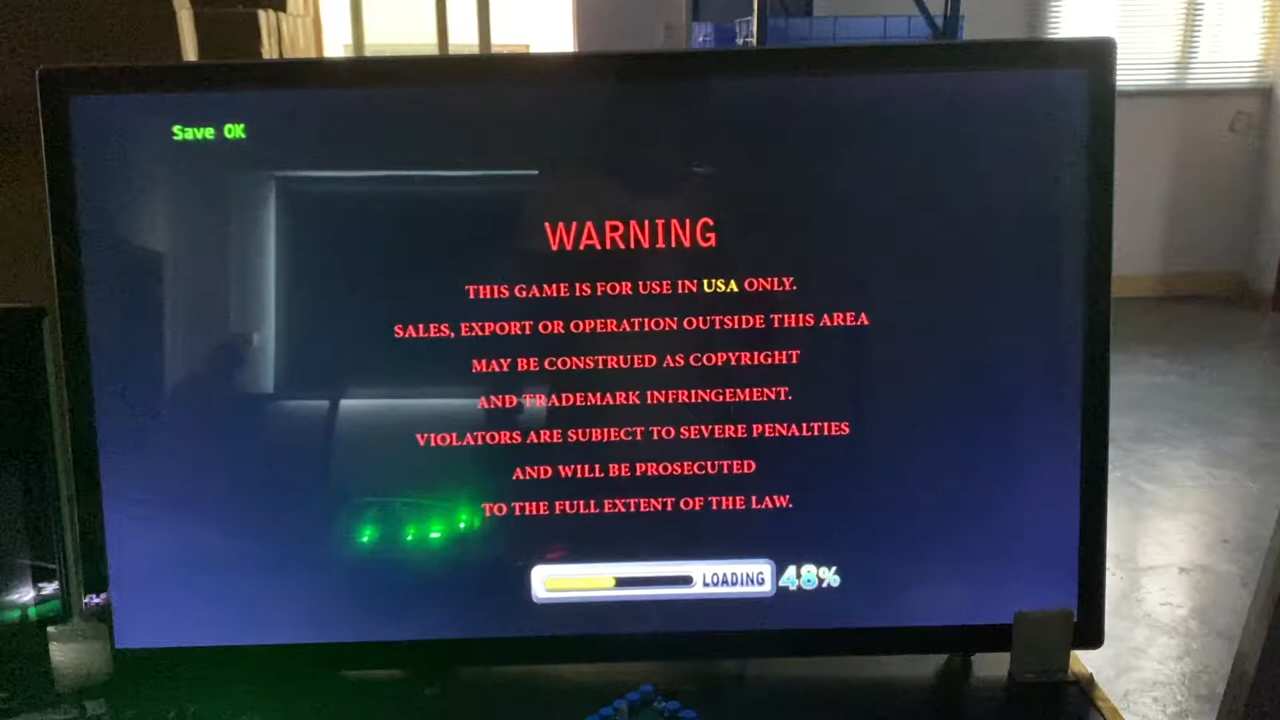 Save OK
WARNING
THIS GAME IS FOR USE IN USA ONLY.
SALES, EXPORT OR OPERATION OUTSIDE THIS AREA
MAY BE CONSTRUED AS COPYRIGHT
AND TRADEMARK INFRINGEMENT.
VIOLATORS ARE SUBJECT TO SEVERE PENALTIES
AND WILL BE PROSECUTED
TO THE FULL EXTENT OF THE LAW.
LOADING 48%